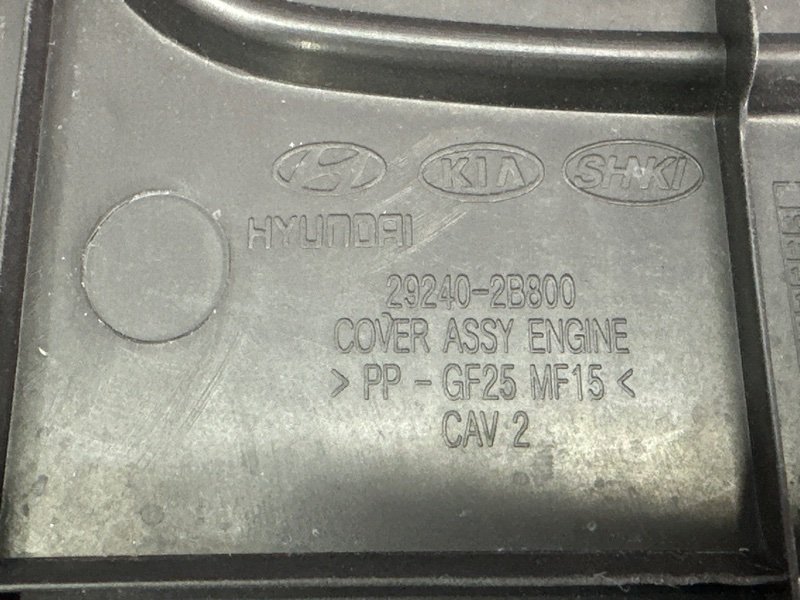 KIA SHKI
HYUNDAI
29240-2B800
COVER ASSY ENGINE
> PP - GF25 MF15 <
CAV 2